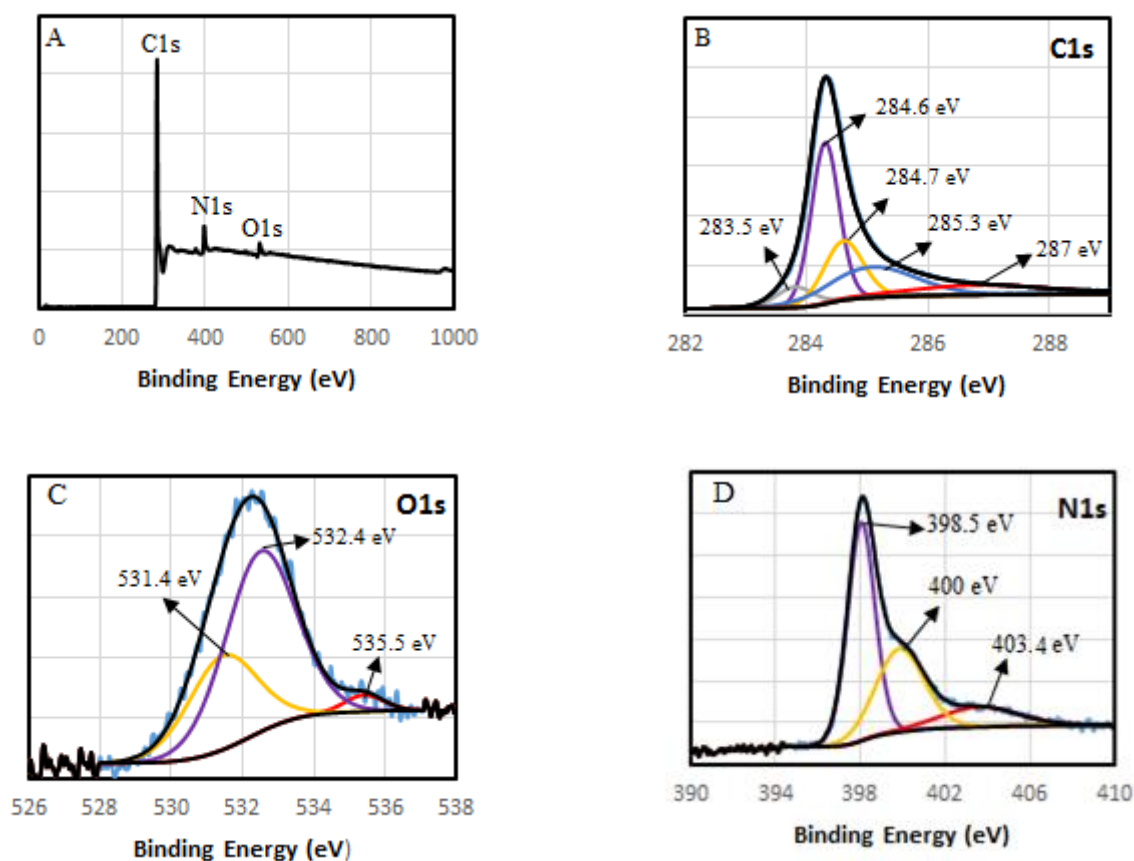 A
C1s
N1s
O1s
0 200 400 600 800 1000
Binding Energy (eV)
B
C1s
284.6 eV
284.7 eV
283.5 eV
285.3 eV
287 eV
282 284 286 288
Binding Energy (eV)
C
O1s
532.4 eV
531.4 eV
535.5 eV
526 528 530 532 534 536 538
Binding Energy (eV)
D
N1s
398.5 eV
400 eV
403.4 eV
390 394 398 402 406 410
Binding Energy (eV)